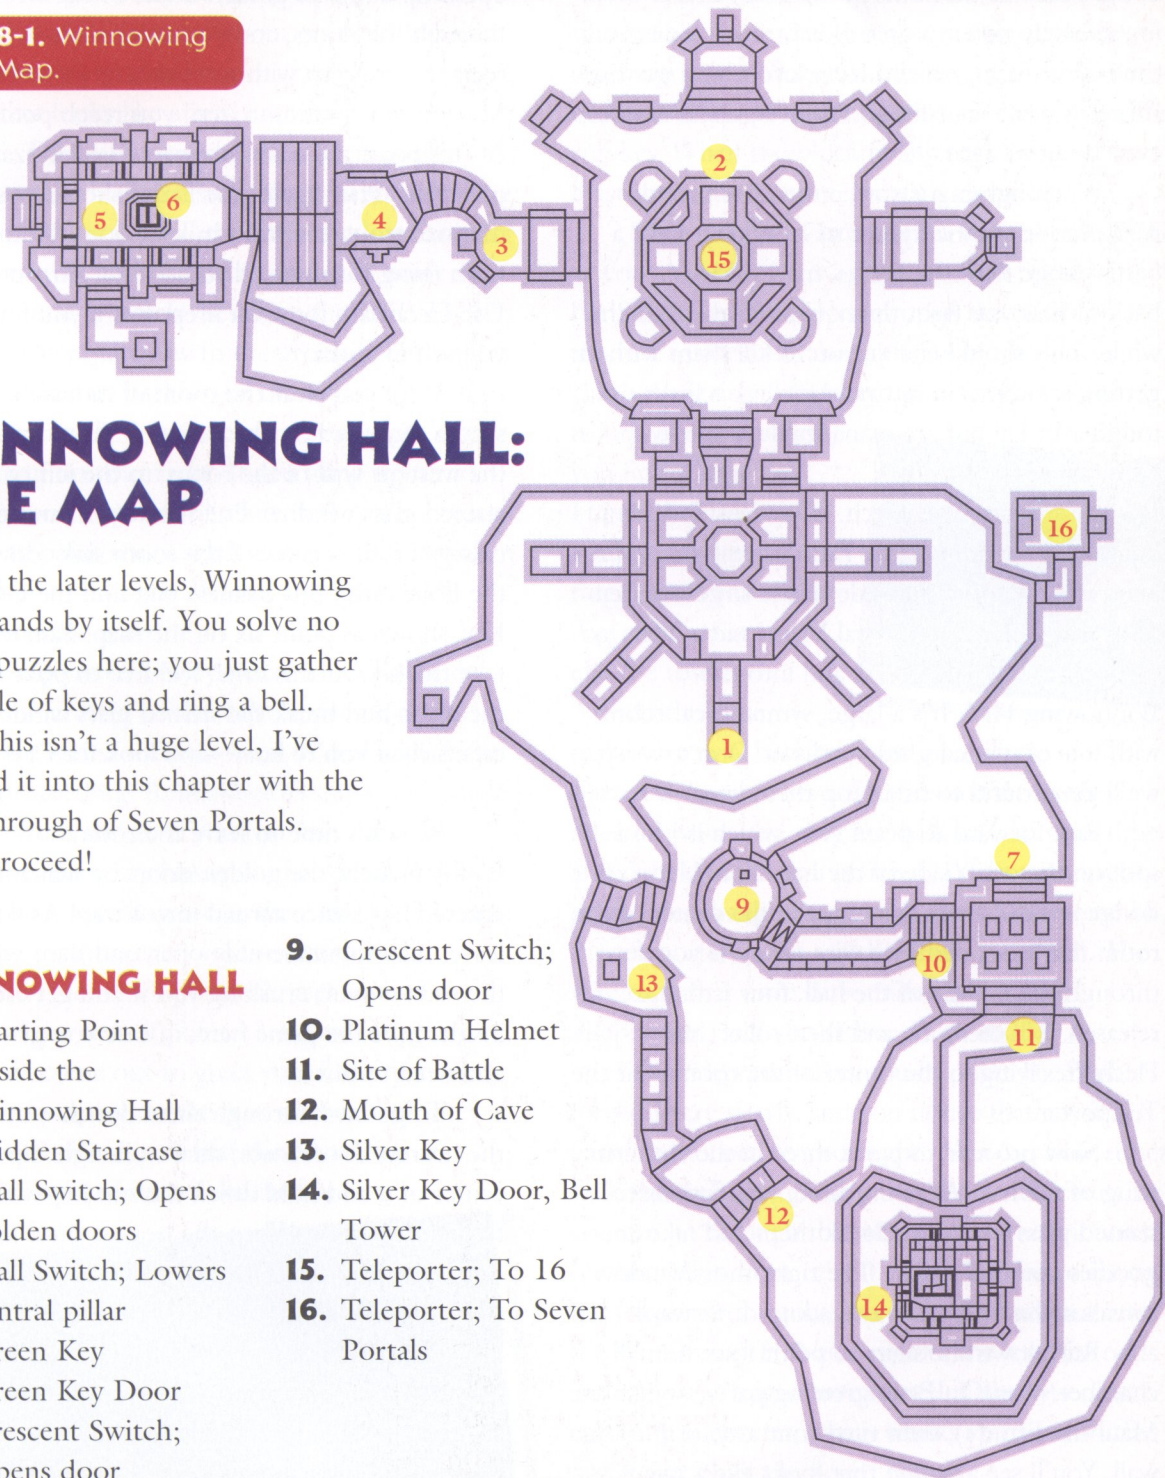 8-1. Winnowing
Map.
NNOWING HALL:
E MAP
the later levels, Winnowing
ands by itself. You solve no
puzzles here; you just gather
le of keys and ring a bell.
his isn't a huge level, I've
d it into this chapter with the
hrough of Seven Portals.
roceed!
NOWING HALL
arting Point
side the
innowing Hall
idden Staircase
all Switch; Opens
olden doors
all Switch; Lowers
entral pillar
reen Key
reen Key Door
rescent Switch;
pens door
9. Crescent Switch;
Opens door
10. Platinum Helmet
11. Site of Battle
12. Mouth of Cave
13. Silver Key
14. Silver Key Door, Bell
Tower
15. Teleporter; To 16
16. Teleporter; To Seven
Portals
2
6
5
4
3
15
16
1
7
9
10
13
11
12
14